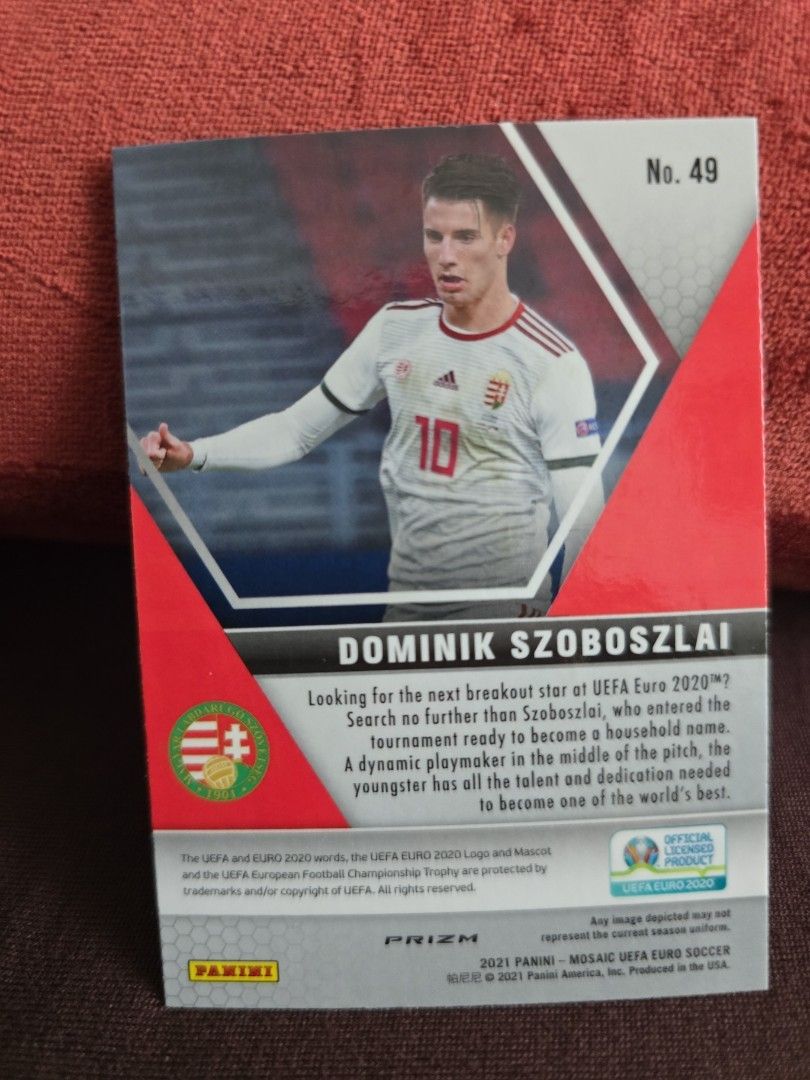 No. 49
10
DOMINIK SZOBOSZLAI
Looking for the next breakout star at UEFA Euro 2020™?
Search no further than Szoboszlai, who entered the
tournament ready to become a household name.
A dynamic playmaker in the middle of the pitch, the
youngster has all the talent and dedication needed
to become one of the world's best.
MAGYAR LABDARÚGÓ SZÖVETSÉG
• 1901 •
The UEFA and EURO 2020 words, the UEFA EURO 2020 Logo and Mascot
and the UEFA European Football Championship Trophy are protected by
trademarks and/or copyright of UEFA. All rights reserved.
OFFICIAL
LICENSED
PRODUCT
UEFA EURO2020
Any image depicted may not
represent the current season uniform.
PRIZM
PANINI
2021 PANINI – MOSAIC UEFA EURO SOCCER
帕尼尼 © 2021 Panini America, Inc. Produced in the USA.